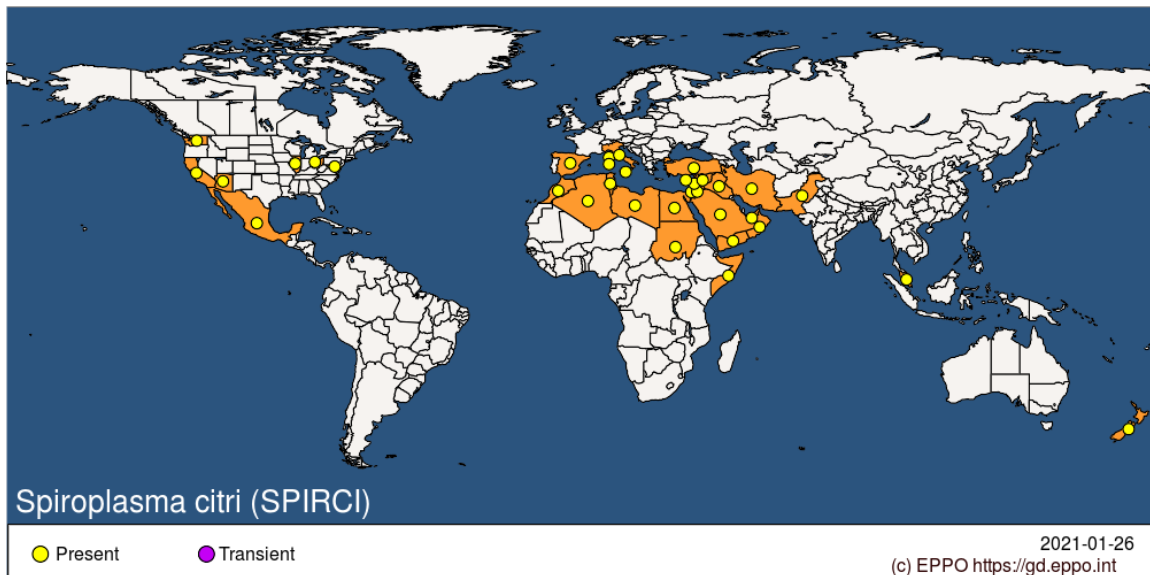 Spiroplasma citri (SPIRCI)
Present
Transient
2021-01-26
(c) EPPO https://gd.eppo.int